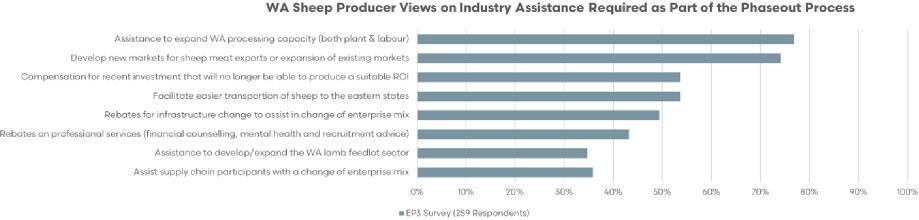 WA Sheep Producer Views on Industry Assistance Required as Part of the Phaseout Process
Assistance to expand WA processing capacity (both plant & labour)
Develop new markets for sheep meat exports or expansion of existing markets
Compensation for recent investment that will no longer be able to produce a suitable ROI
Facilitate easier transportion of sheep to the eastern states
Rebates for infrastructure change to assist in change of enterprise mix
Rebates on professional services (financial counselling, mental health and recruitment advice)
Assistance to develop/expand the WA lamb feedlot sector
Assist supply chain participants with a change of enterprise mix
0% 10% 20% 30% 40% 50% 60% 70% 80% 90% 100%
EP3 Survey (259 Respondents)